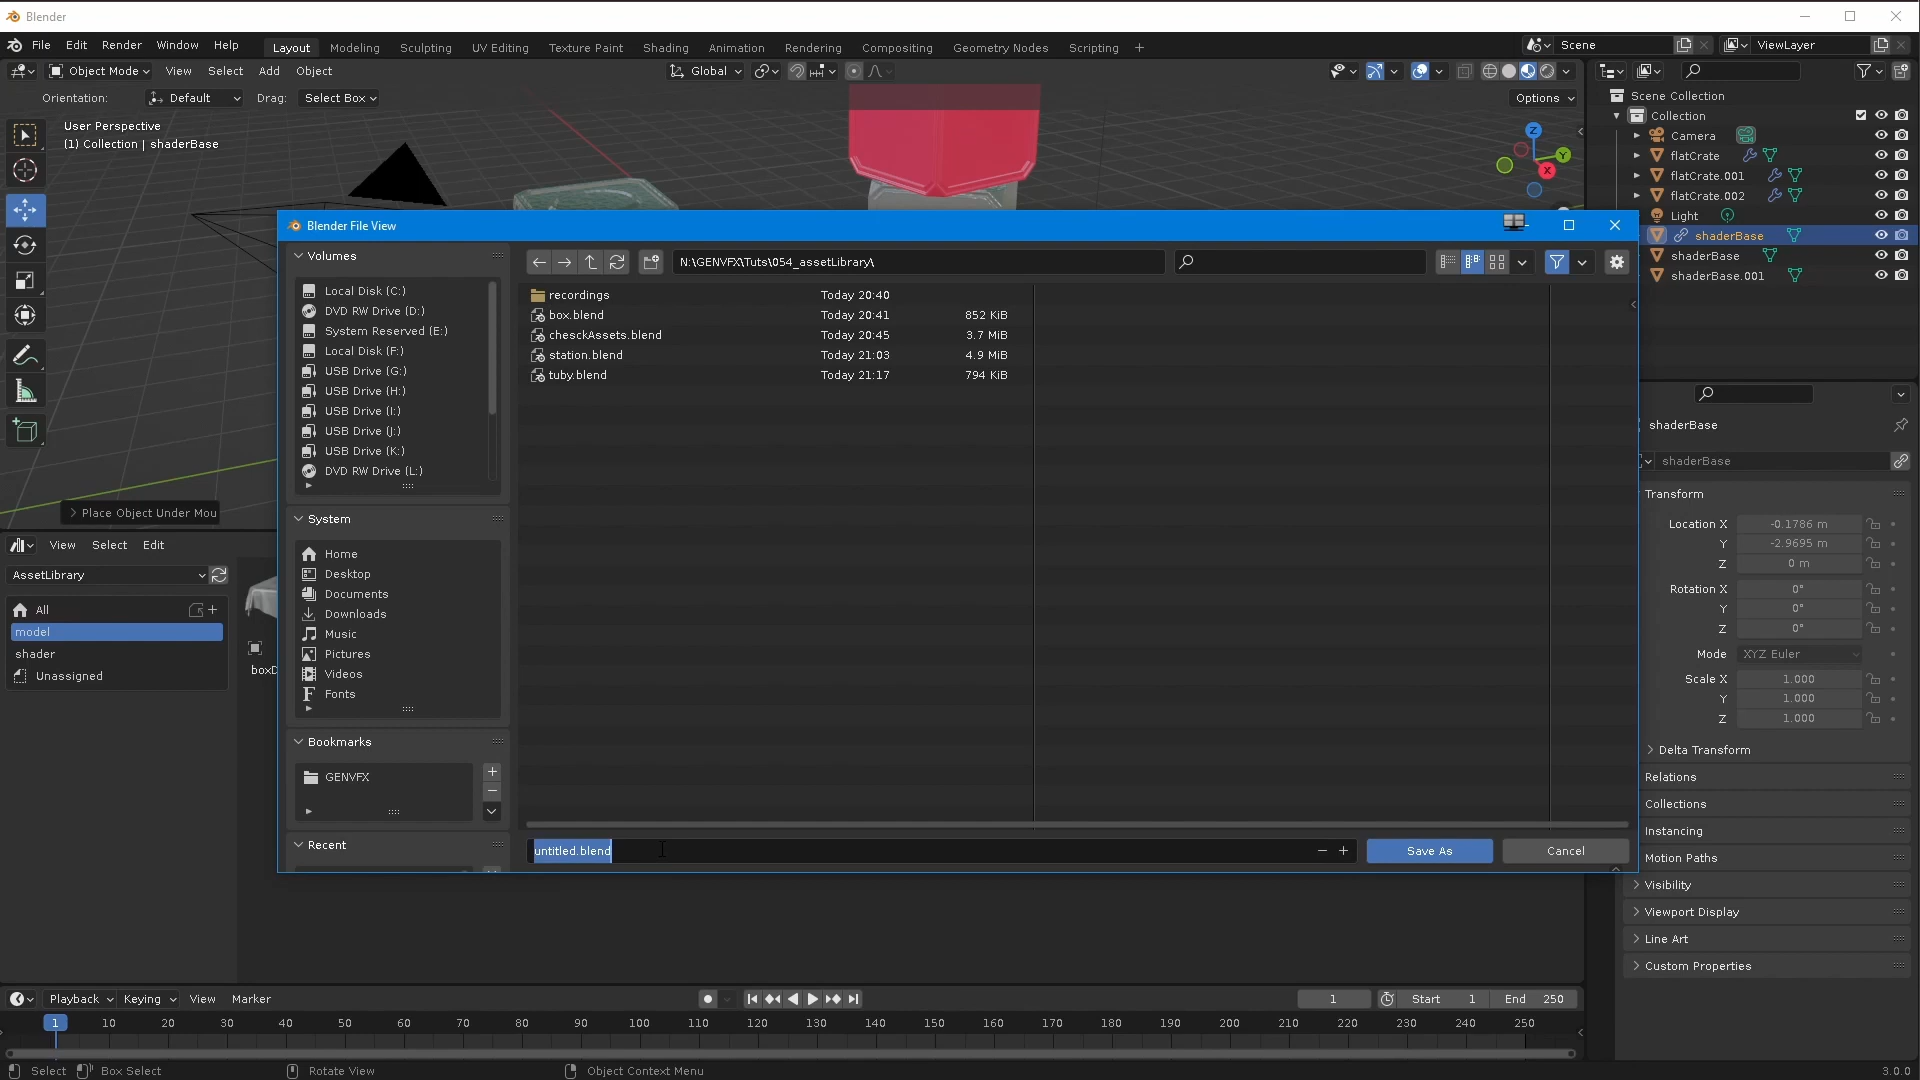 Blender
File Edit Render Window Help Layout Modeling Sculpting UV Editing Texture Paint Shading Animation Rendering Compositing Geometry Nodes Scripting + Scene ViewLayer
Object Mode View Select Add Object Global
Orientation: Default Drag: Select Box Options
User Perspective
(1) Collection | shaderBase
Z
Y
X
Scene Collection
Collection
Camera
flatCrate
flatCrate.001
flatCrate.002
Light
shaderBase
shaderBase
shaderBase.001
Blender File View
Volumes
Local Disk (C:)
DVD RW Drive (D:)
System Reserved (E:)
Local Disk (F:)
USB Drive (G:)
USB Drive (H:)
USB Drive (I:)
USB Drive (J:)
USB Drive (K:)
DVD RW Drive (L:)
System
Home
Desktop
Documents
Downloads
Music
Pictures
Videos
Fonts
Bookmarks
GENVFX
Recent
N:\GENVFX\Tuts\054_assetLibrary\
recordings Today 20:40
box.blend Today 20:41 852 KiB
chesckAssets.blend Today 20:45 3.7 MiB
station.blend Today 21:03 4.9 MiB
tuby.blend Today 21:17 794 KiB
untitled.blend
Save As
Cancel
Place Object Under Mou
View Select Edit
AssetLibrary
All
model
shader
Unassigned
boxD
shaderBase
shaderBase
Transform
Location X -0.1786 m
Y -2.9695 m
Z 0 m
Rotation X 0°
Y 0°
Z 0°
Mode XYZ Euler
Scale X 1.000
Y 1.000
Z 1.000
Delta Transform
Relations
Collections
Instancing
Motion Paths
Visibility
Viewport Display
Line Art
Custom Properties
Playback Keying View Marker 1 Start 1 End 250
1 10 20 30 40 50 60 70 80 90 100 110 120 130 140 150 160 170 180 190 200 210 220 230 240 250
Select Box Select Rotate View Object Context Menu 3.0.0